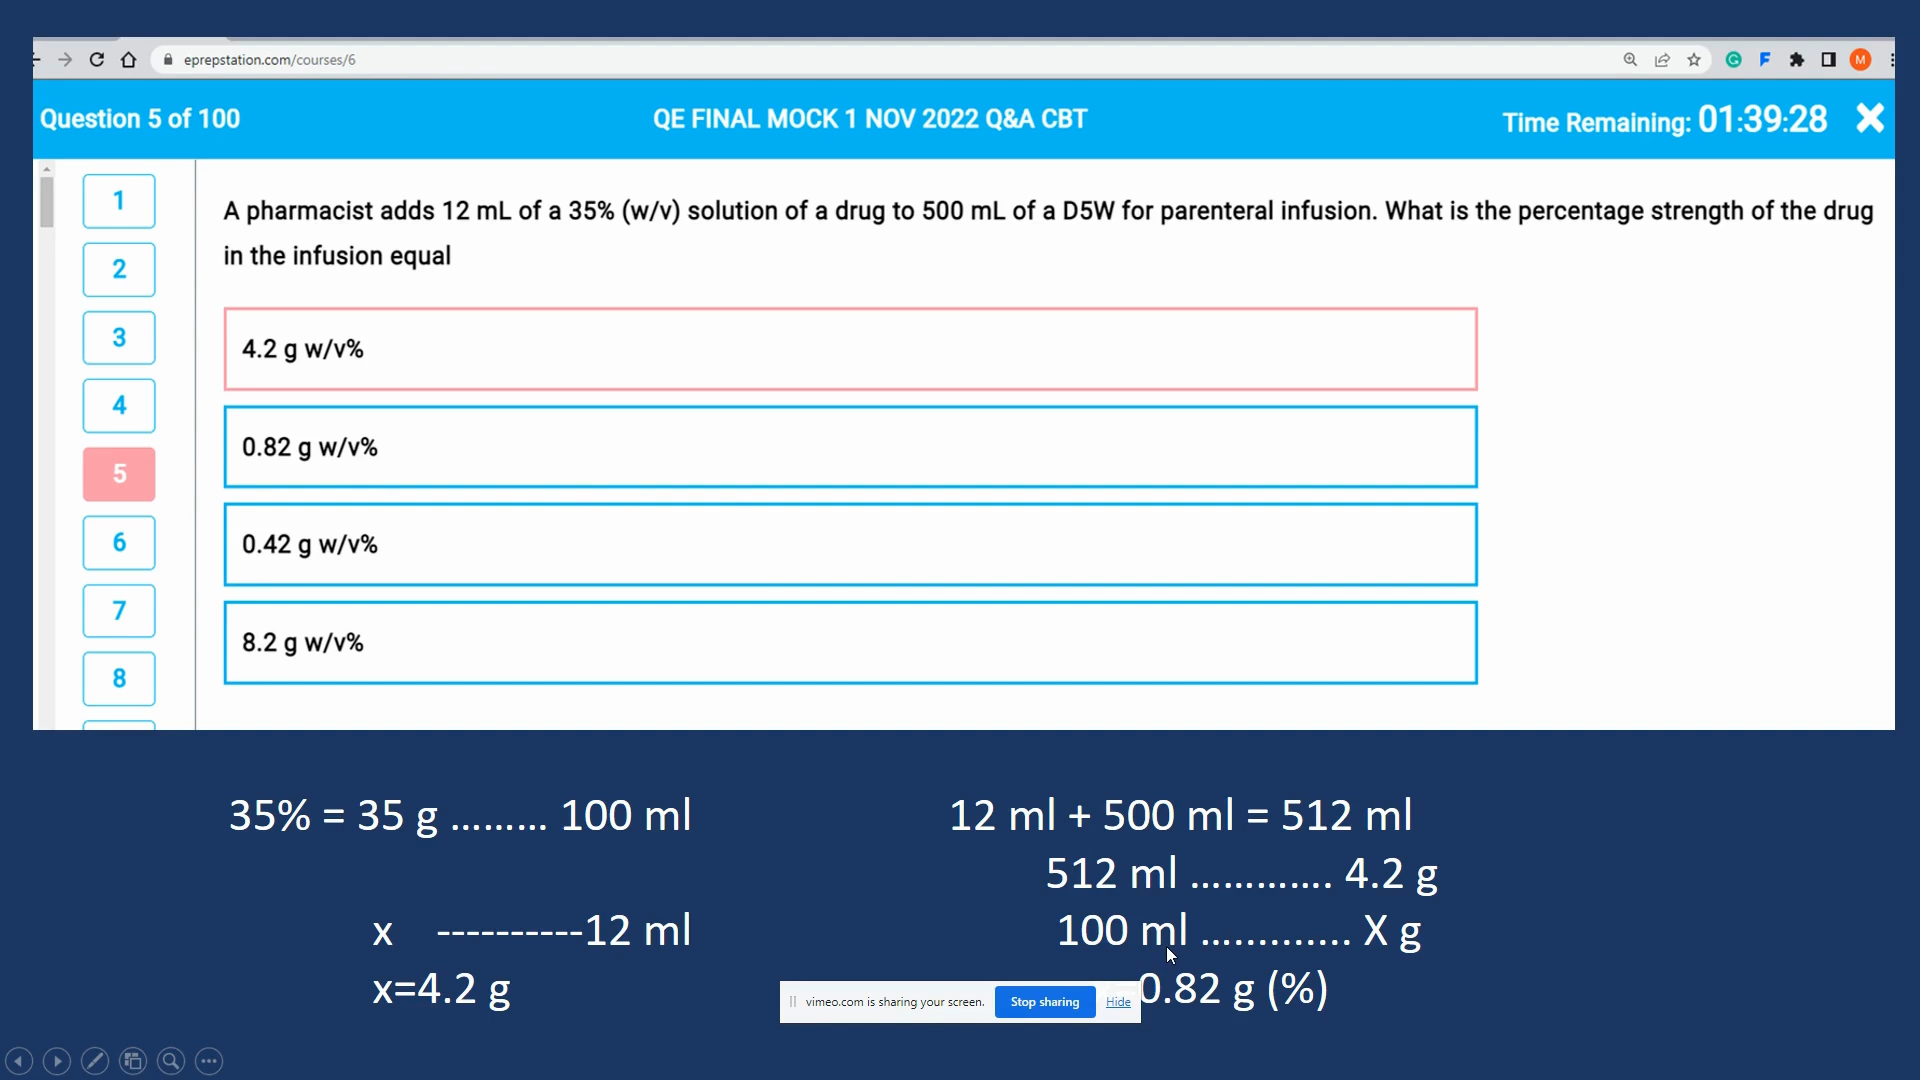 eprepstation.com/courses/6
M
Question 5 of 100
QE FINAL MOCK 1 NOV 2022 Q&A CBT
Time Remaining: 01:39:28
1
2
3
4
5
6
7
8
A pharmacist adds 12 mL of a 35% (w/v) solution of a drug to 500 mL of a D5W for parenteral infusion. What is the percentage strength of the drug
in the infusion equal
4.2 g w/v%
0.82 g w/v%
0.42 g w/v%
8.2 g w/v%
35% = 35 g ……… 100 ml
x ----------12 ml
x=4.2 g
12 ml + 500 ml = 512 ml
512 ml …………. 4.2 g
100 ml …………. X g
0.82 g (%)
vimeo.com is sharing your screen.
Stop sharing
Hide